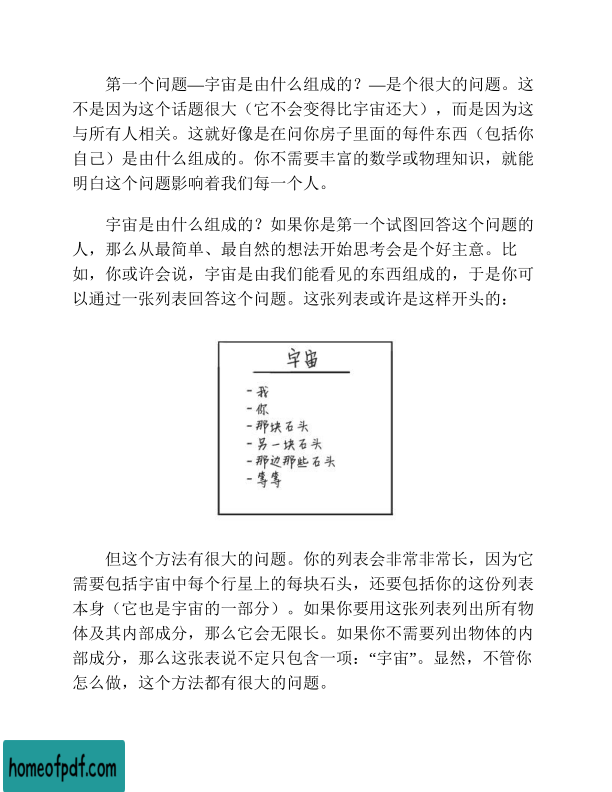 第一个问题—宇宙是由什么组成的？—是个很大的问题。这
不是因为这个话题很大（它不会变得比宇宙还大），而是因为这
与所有人相关。这就好像是在问你房子里面的每件东西（包括你
自己）是由什么组成的。你不需要丰富的数学或物理知识，就能
明白这个问题影响着我们每一个人。
宇宙是由什么组成的？如果你是第一个试图回答这个问题的
人，那么从最简单、最自然的想法开始思考会是个好主意。比
如，你或许会说，宇宙是由我们能看见的东西组成的，于是你可
以通过一张列表回答这个问题。这张列表或许是这样开头的：
宇宙
- 我
- 你
- 那块石头
- 另一块石头
- 那边那些石头
- 等等
但这个方法有很大的问题。你的列表会非常非常长，因为它
需要包括宇宙中每个行星上的每块石头，还要包括你的这份列表
本身（它也是宇宙的一部分）。如果你要用这张列表列出所有物
体及其内部成分，那么它会无限长。如果你不需要列出物体的内
部成分，那么这张表说不定只包含一项：“宇宙”。显然，不管你
怎么做，这个方法都有很大的问题。
homeofpdf.com